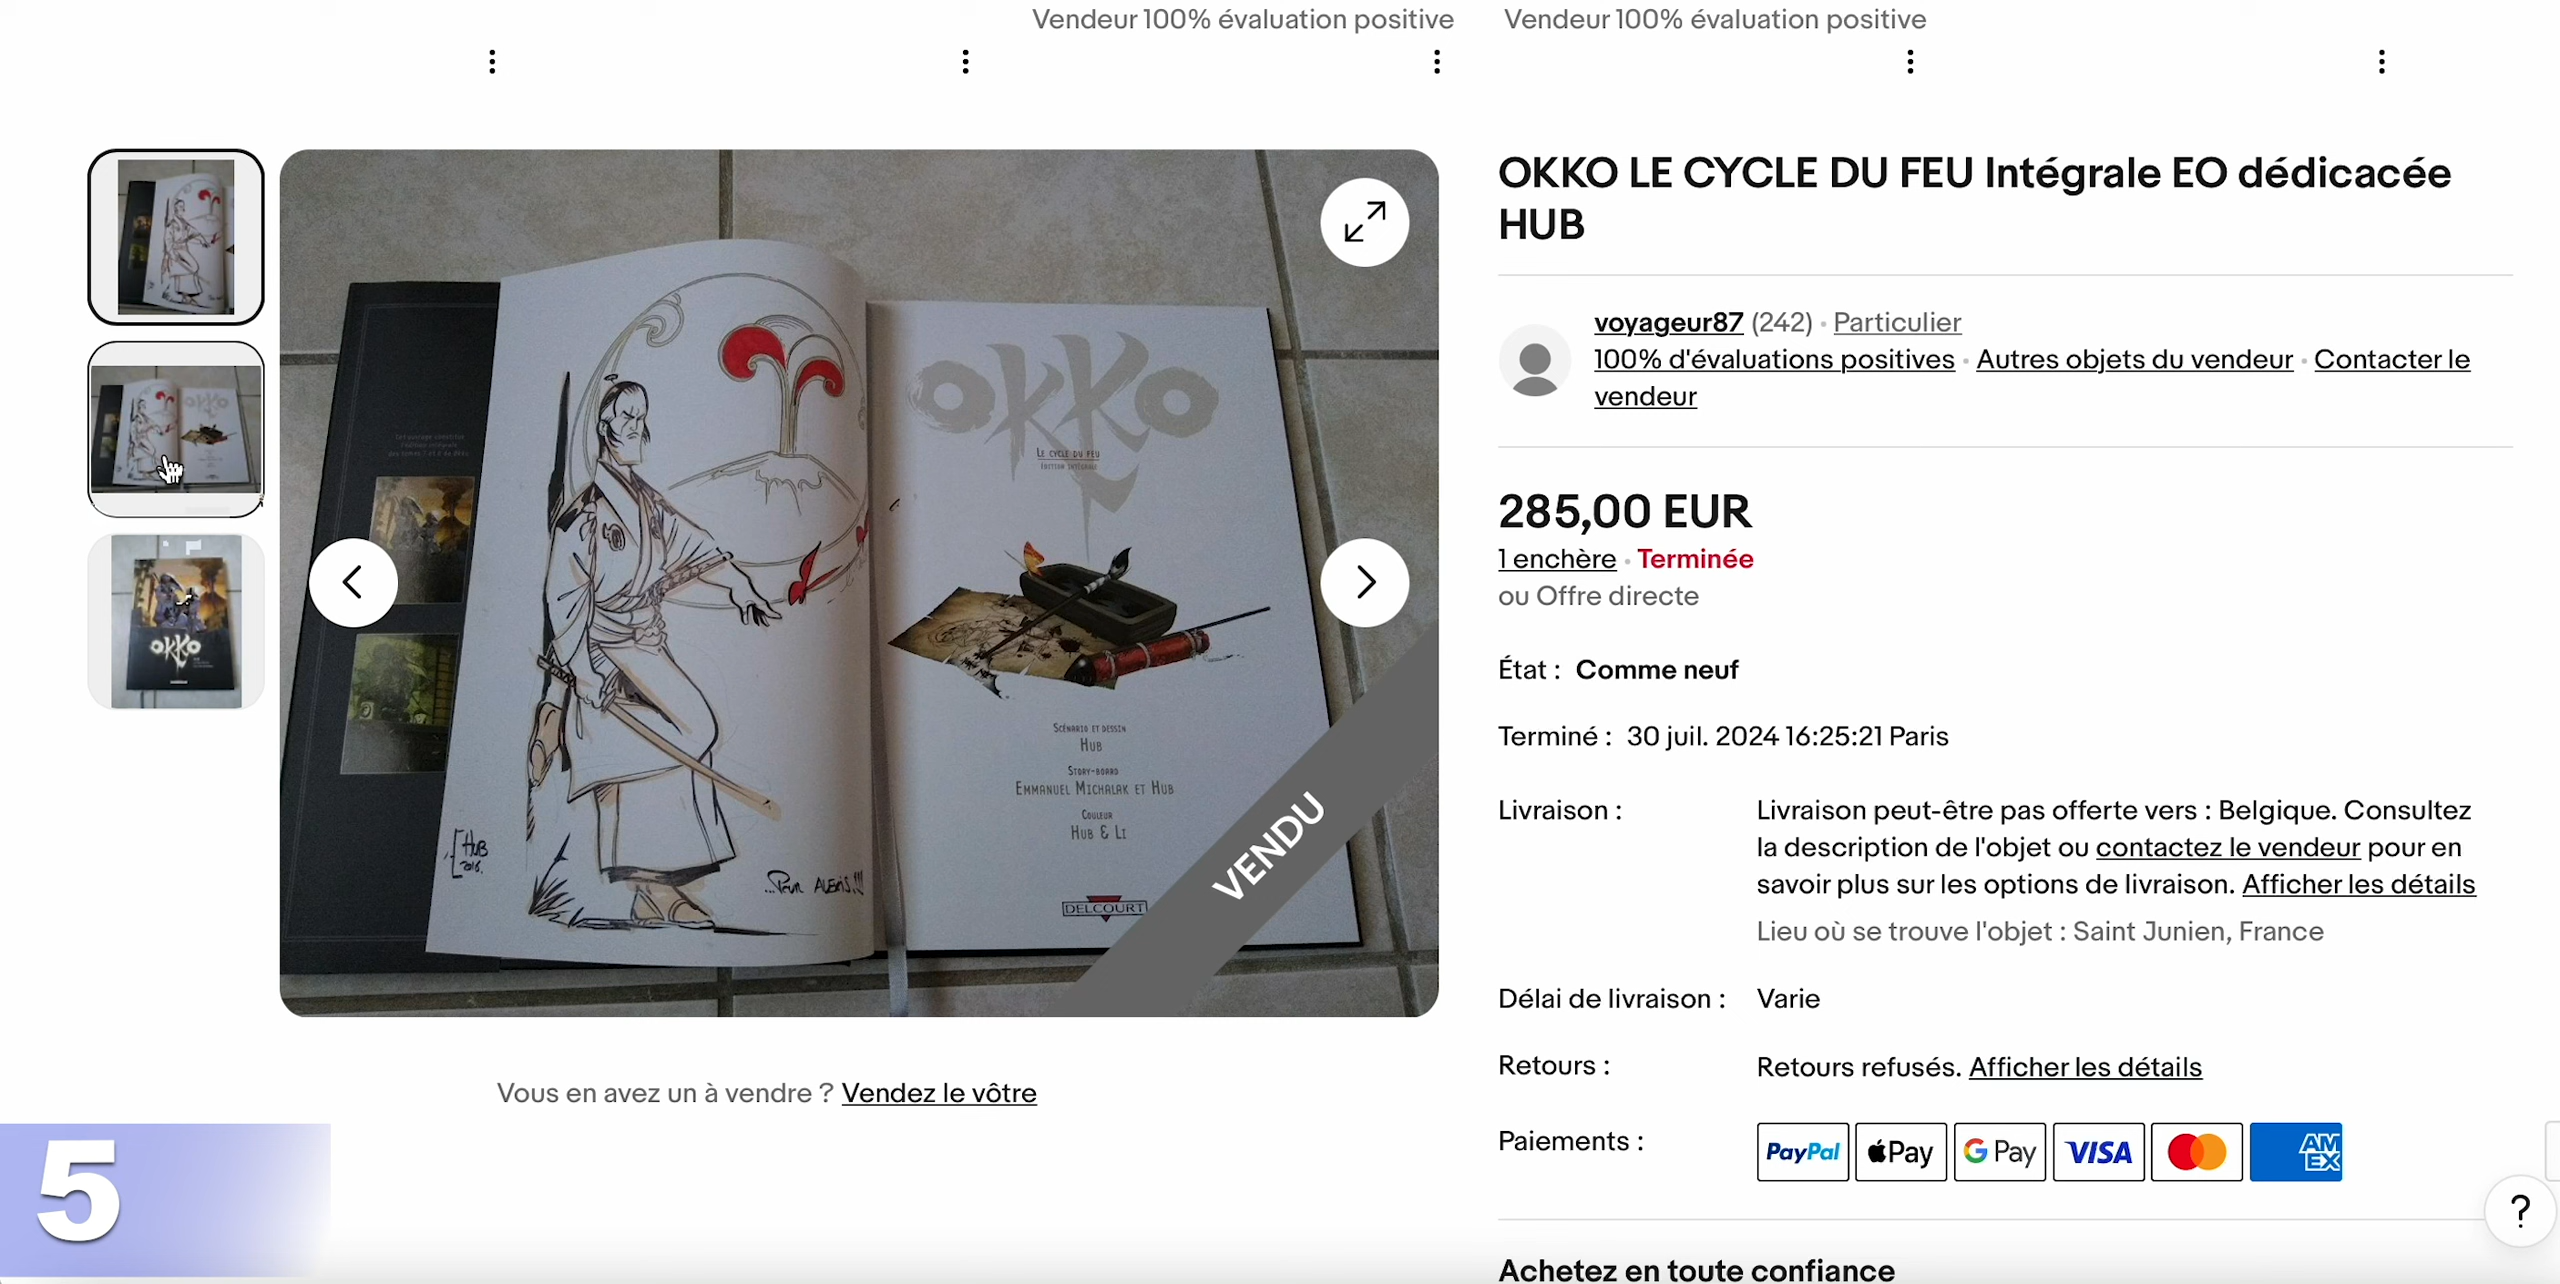 Vendeur 100% évaluation positive
Vendeur 100% évaluation positive
OKKO LE CYCLE DU FEU Intégrale EO dédicacée
HUB
voyageur87 (242) · Particulier
100% d'évaluations positives · Autres objets du vendeur · Contacter le
vendeur
285,00 EUR
1 enchère · Terminée
ou Offre directe
État : Comme neuf
Terminé : 30 juil. 2024 16:25:21 Paris
Livraison : Livraison peut-être pas offerte vers : Belgique. Consultez
la description de l'objet ou contactez le vendeur pour en
savoir plus sur les options de livraison. Afficher les détails
Lieu où se trouve l'objet : Saint Junien, France
Délai de livraison : Varie
Retours : Retours refusés. Afficher les détails
Paiements : PayPal Pay G Pay VISA AM EX
Achetez en toute confiance
OKKO
LE CYCLE DU FEU
ÉDITION INTÉGRALE
SCÉNARIO ET DESSIN
HUB
STORY-BOARD
EMMANUEL MICHALAK ET HUB
COULEUR
HUB & LI
DELCOURT
HUB
2016.
...POUR ALEXIS!!!
VENDU
OKKO
Vous en avez un à vendre ? Vendez le vôtre
5
?